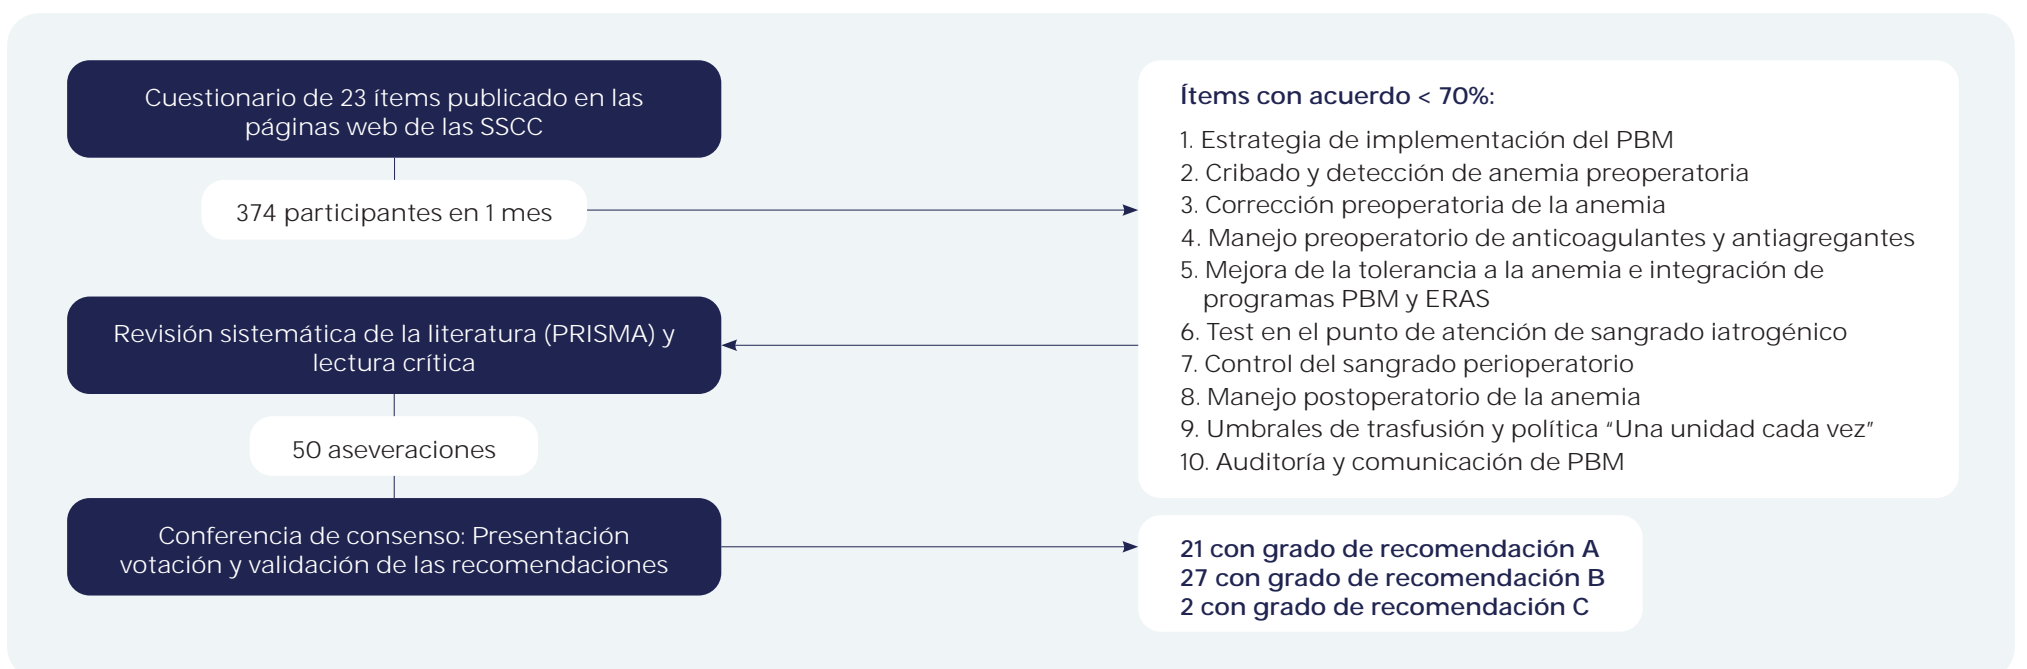 Cuestionario de 23 ítems publicado en las
páginas web de las SSCC
374 participantes en 1 mes
Ítems con acuerdo < 70%:
1. Estrategia de implementación del PBM
2. Cribado y detección de anemia preoperatoria
3. Corrección preoperatoria de la anemia
4. Manejo preoperatorio de anticoagulantes y antiagregantes
5. Mejora de la tolerancia a la anemia e integración de
programas PBM y ERAS
6. Test en el punto de atención de sangrado iatrogénico
7. Control del sangrado perioperatorio
8. Manejo postoperatorio de la anemia
9. Umbrales de trasfusión y política “Una unidad cada vez”
10. Auditoría y comunicación de PBM
Revisión sistemática de la literatura (PRISMA) y
lectura crítica
50 aseveraciones
Conferencia de consenso: Presentación
votación y validación de las recomendaciones
21 con grado de recomendación A
27 con grado de recomendación B
2 con grado de recomendación C